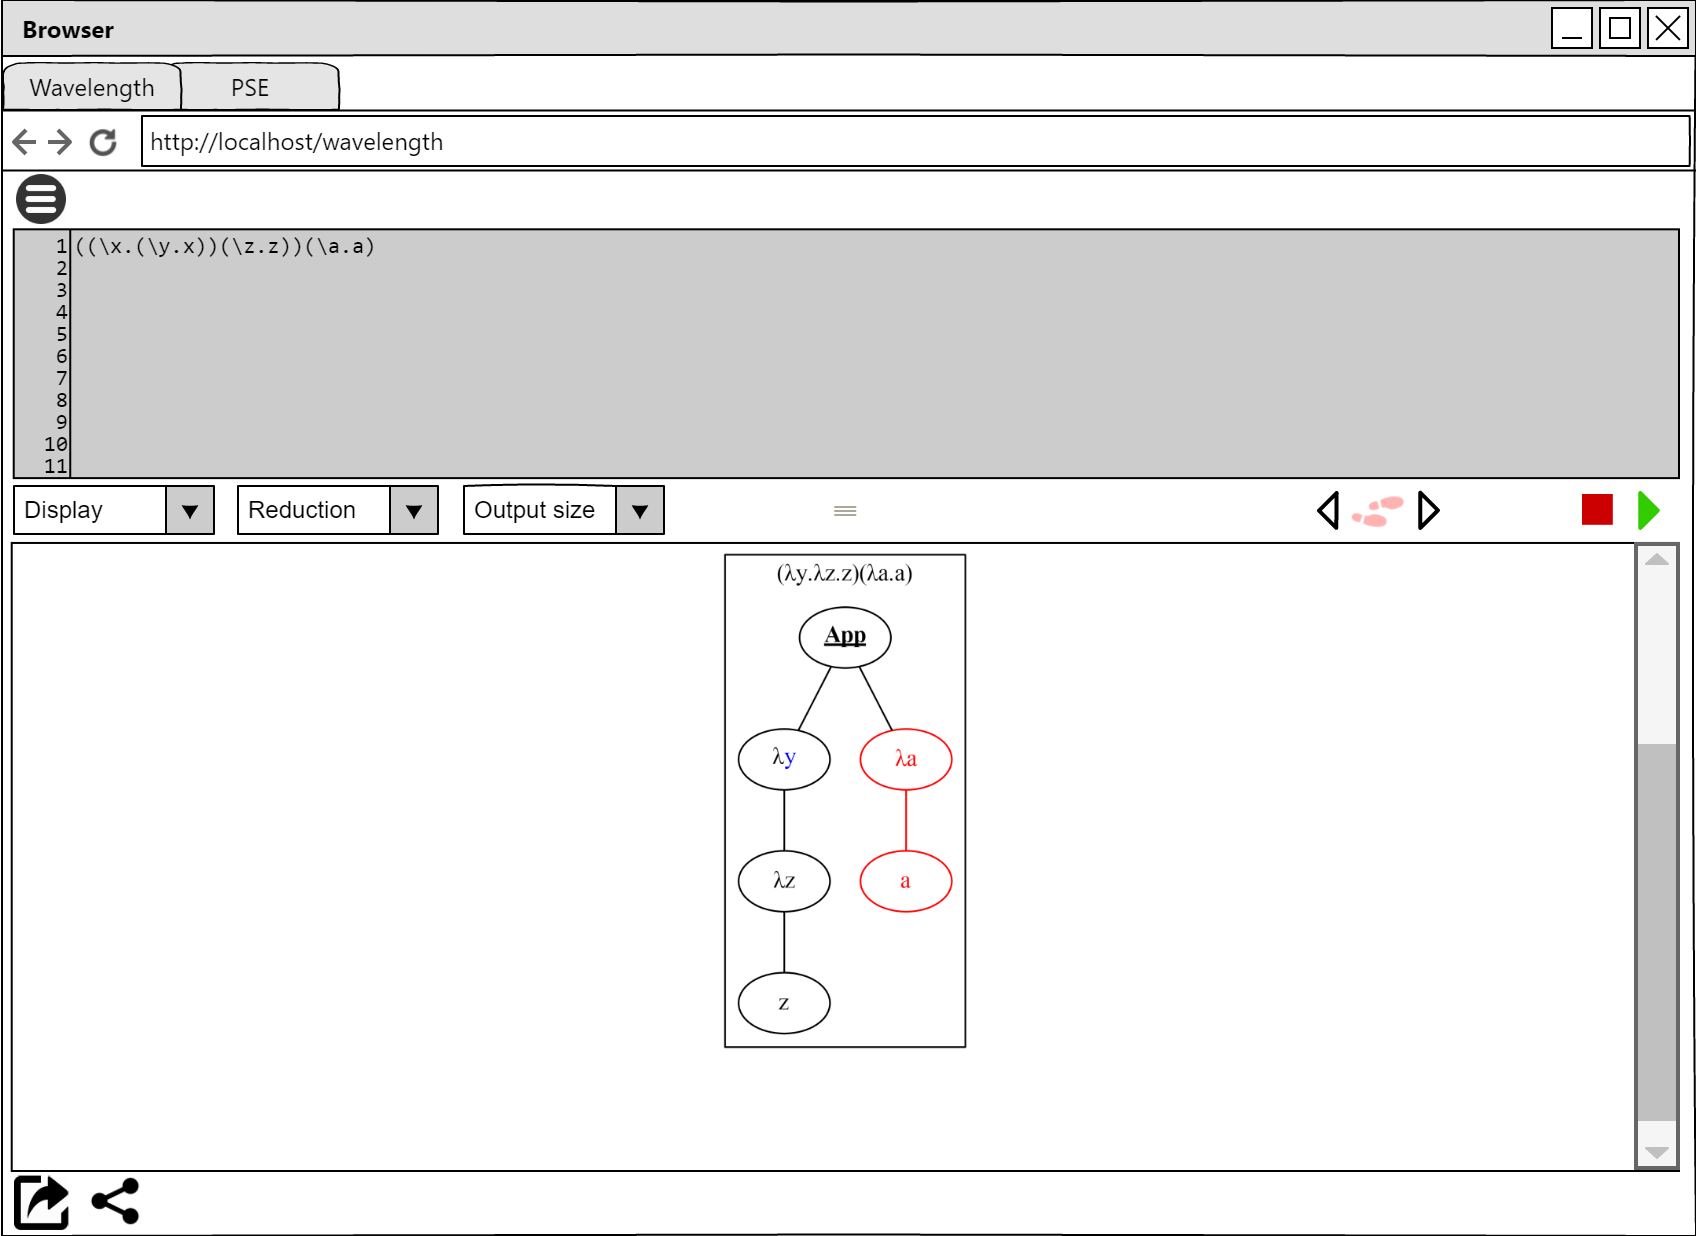 Browser
Wavelength PSE
http://localhost/wavelength
1 ((\x.(\y.x))(\z.z))(\a.a)
2
3
4
5
6
7
8
9
10
11
Display Reduction Output size
(λy.λz.z)(λa.a)
App
λy λa
λz a
z